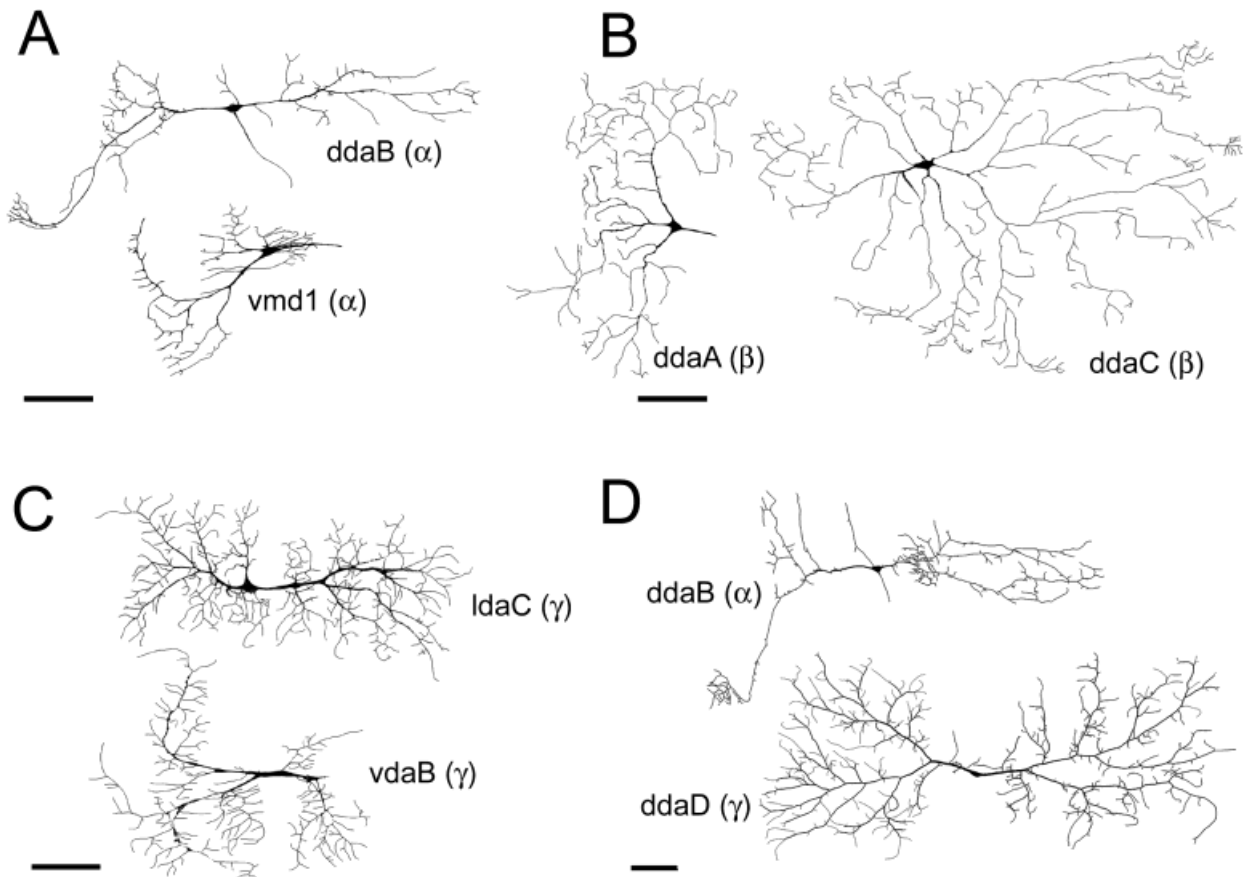 A
B
ddaB (α)
vmd1 (α)
ddaA (β)
ddaC (β)
C
D
ldaC (γ)
ddaB (α)
vdaB (γ)
ddaD (γ)